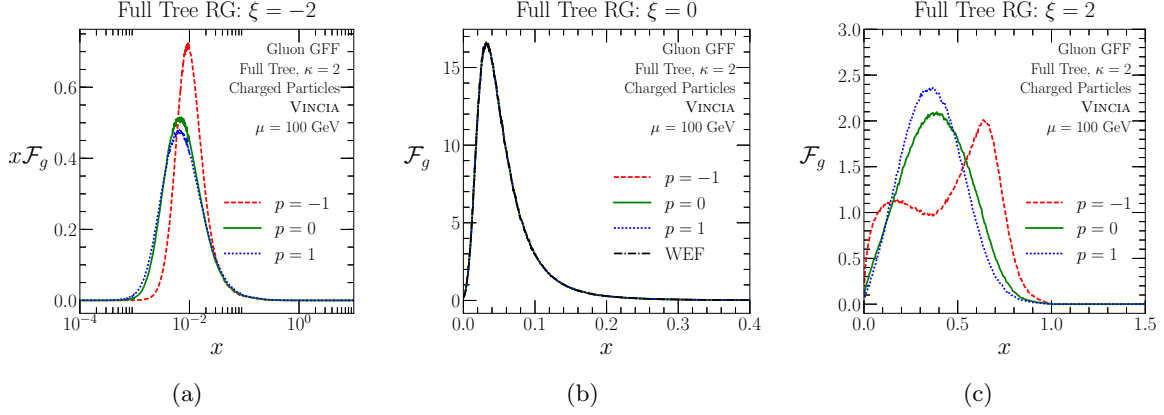 Full Tree RG: ξ = −2
Gluon GFF
Full Tree, κ = 2
Charged Particles
VINCIA
μ = 100 GeV
xℱg
0.6
0.4
0.2
0.0
p = −1
p = 0
p = 1
10⁻⁴
10⁻²
10⁰
x
(a)
Full Tree RG: ξ = 0
Gluon GFF
Full Tree, κ = 2
Charged Particles
VINCIA
μ = 100 GeV
ℱg
15
10
5
0
p = −1
p = 0
p = 1
WEF
0.0
0.1
0.2
0.3
0.4
x
(b)
Full Tree RG: ξ = 2
Gluon GFF
Full Tree, κ = 2
Charged Particles
VINCIA
μ = 100 GeV
ℱg
3.0
2.5
2.0
1.5
1.0
0.5
0.0
p = −1
p = 0
p = 1
0.0
0.5
1.0
1.5
x
(c)